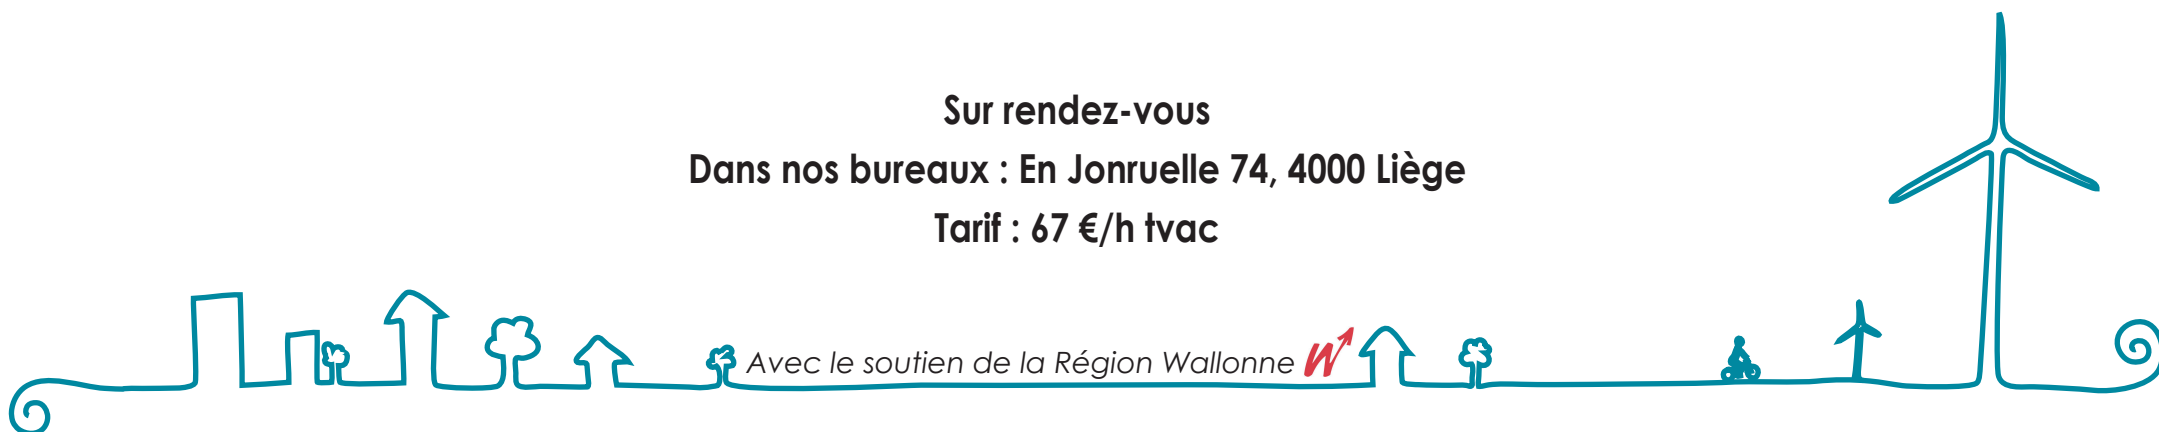 Sur rendez-vous
Dans nos bureaux : En Jonruelle 74, 4000 Liège
Tarif : 67 €/h tvac
Avec le soutien de la Région Wallonne W